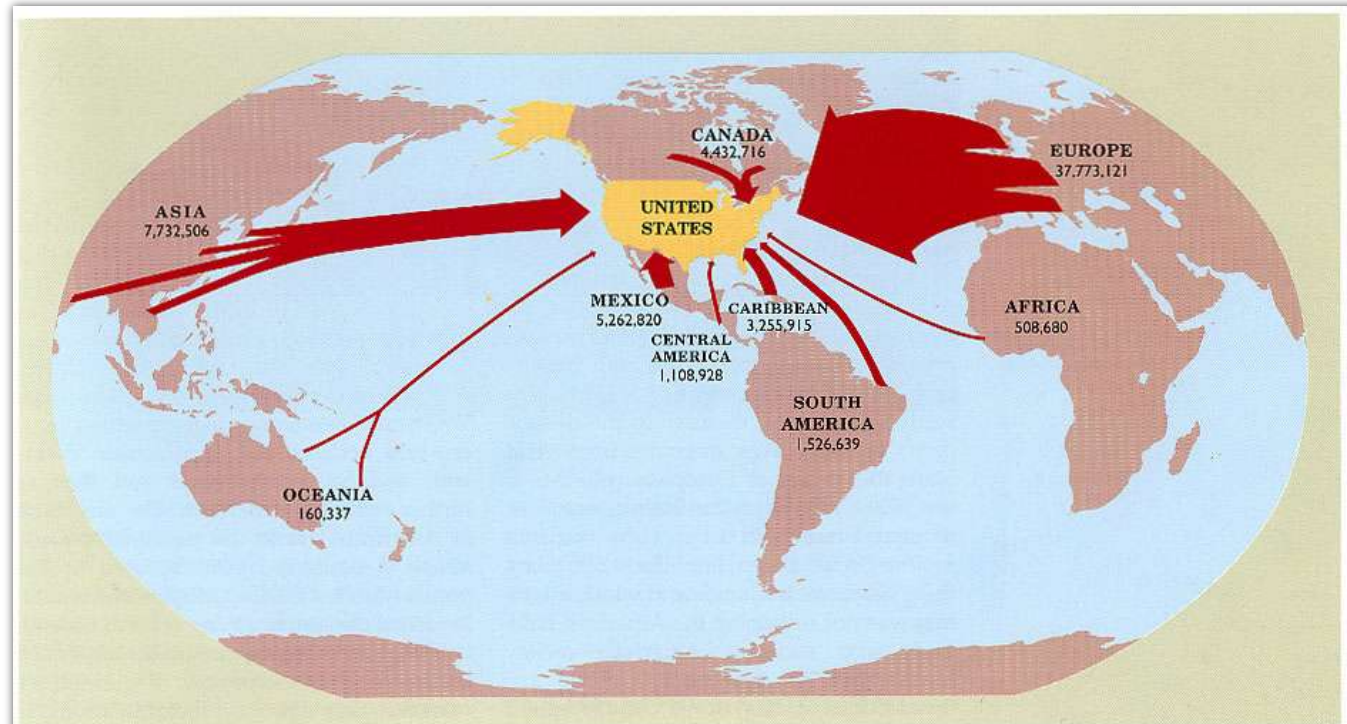 CANADA
4,432,716
EUROPE
37,773,121
ASIA
7,732,506
UNITED
STATES
MEXICO
5,262,820
CARIBBEAN
3,255,915
CENTRAL
AMERICA
1,108,928
AFRICA
508,680
SOUTH
AMERICA
1,526,639
OCEANIA
160,337